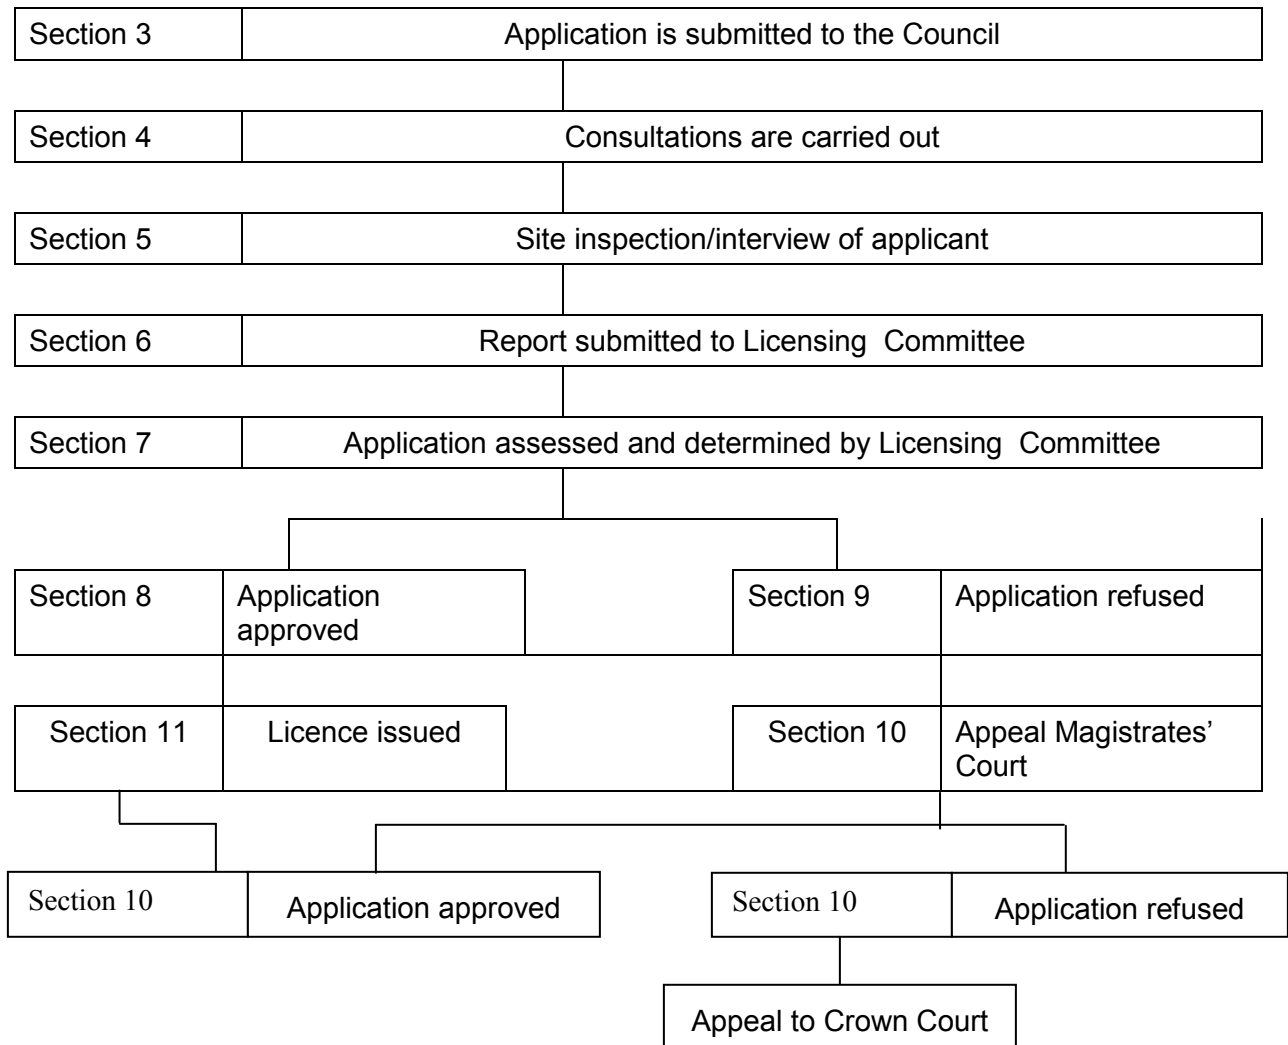 Section 3 Application is submitted to the Council
Section 4 Consultations are carried out
Section 5 Site inspection/interview of applicant
Section 6 Report submitted to Licensing  Committee
Section 7 Application assessed and determined by Licensing  Committee
Section 8 Application
approved
Section 9 Application refused
Section 11 Licence issued
Section 10 Appeal Magistrates’
Court
Section 10 Application approved
Section 10 Application refused
Appeal to Crown Court